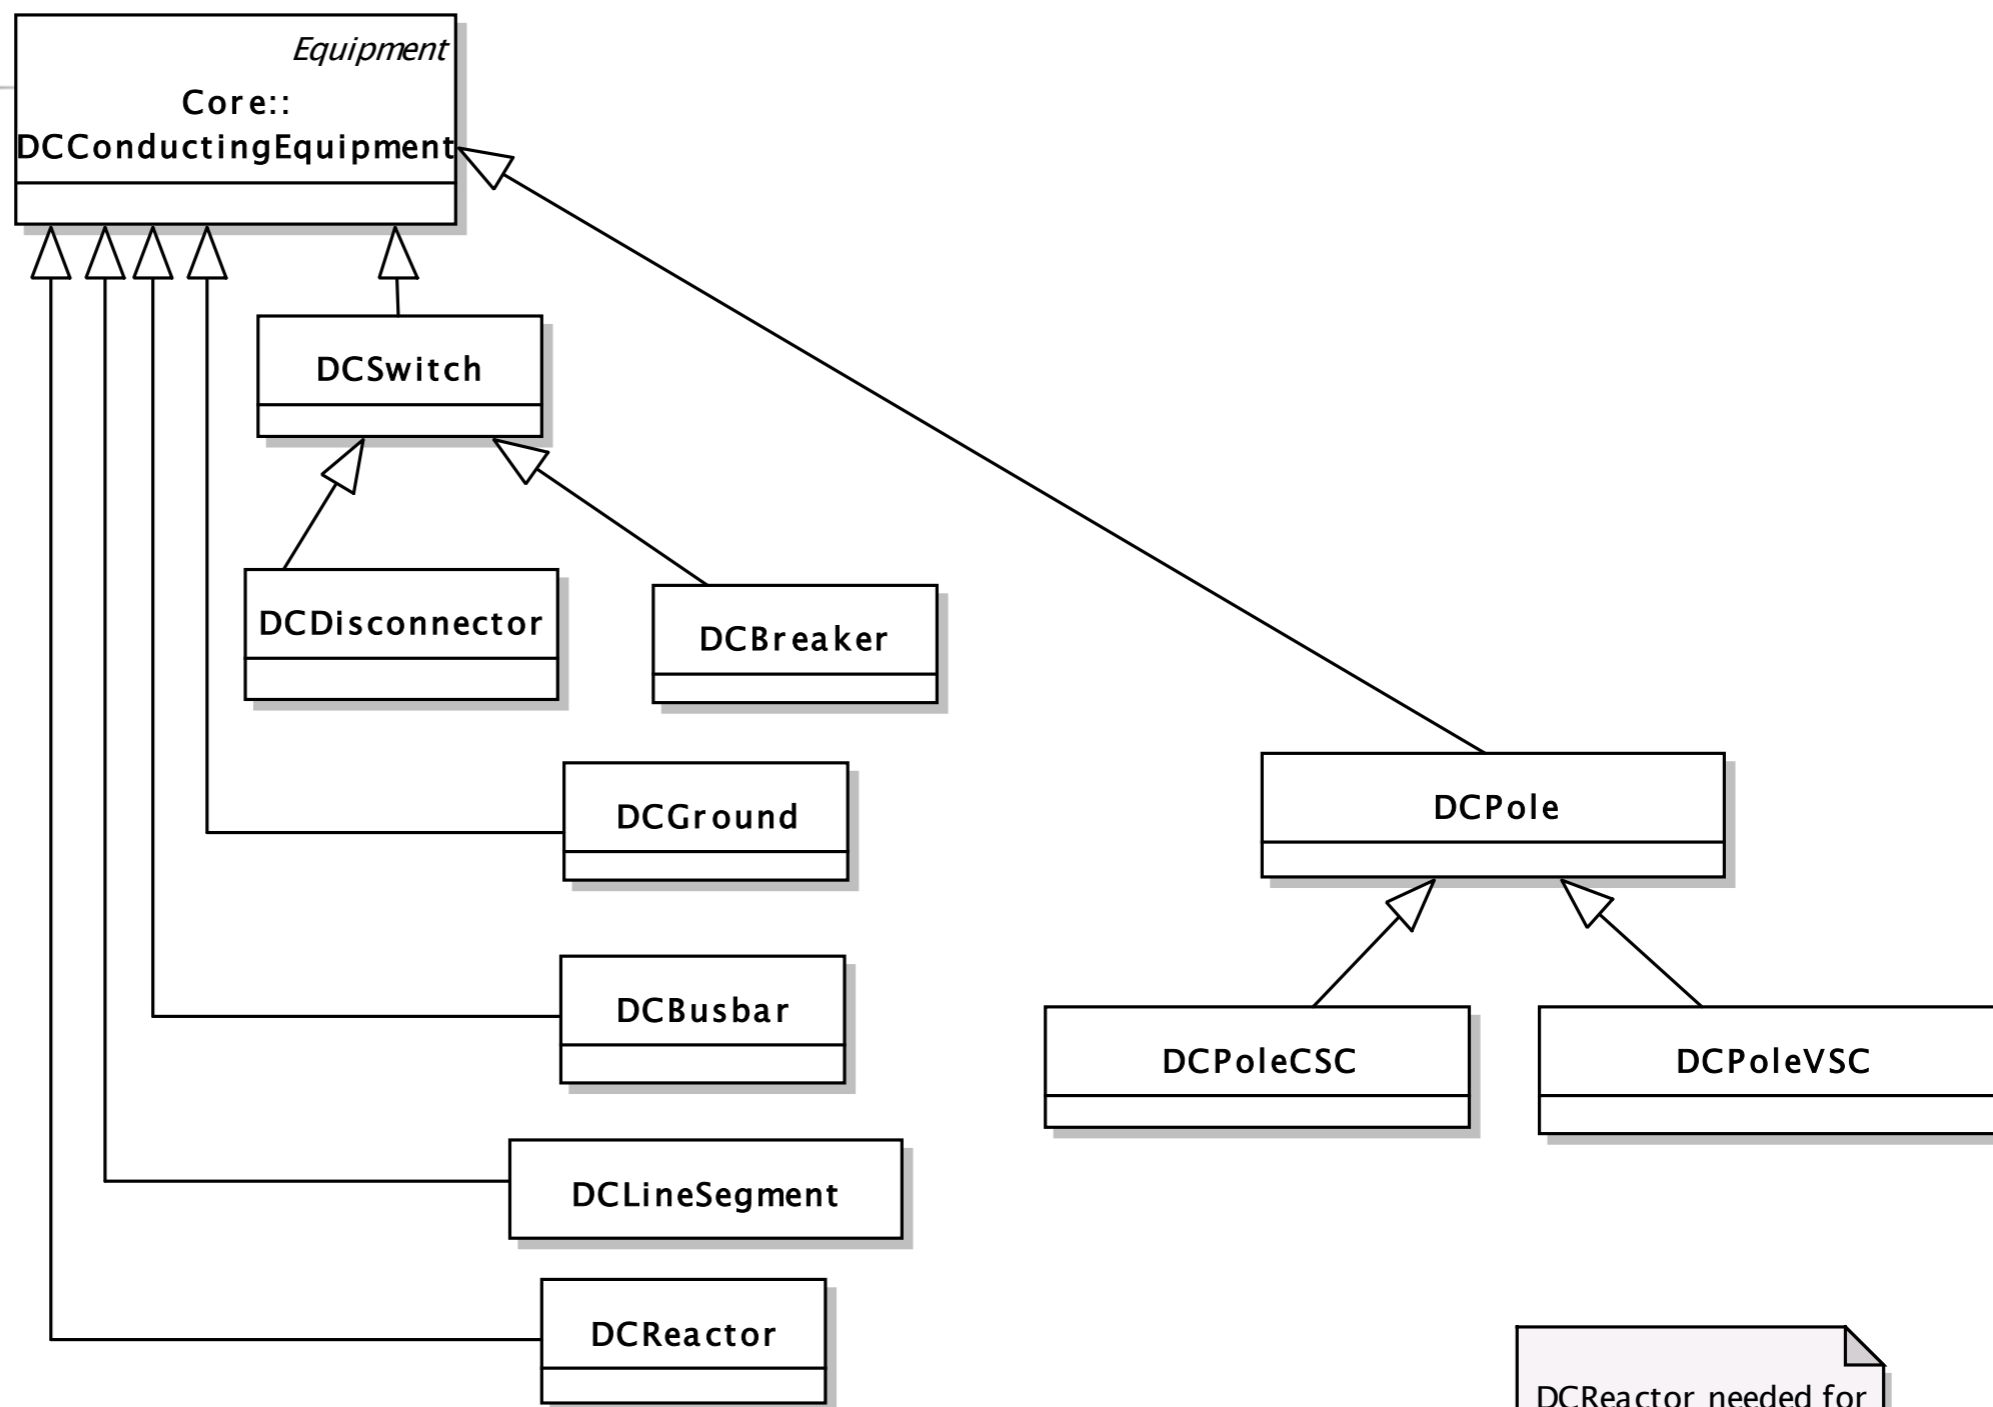 Equipment
Core::
DCConductingEquipment
DCSwitch
DCDisconnector
DCBreaker
DCGround
DCPole
DCBusbar
DCPoleCSC
DCPoleVSC
DCLineSegment
DCReactor
DCReactor needed for